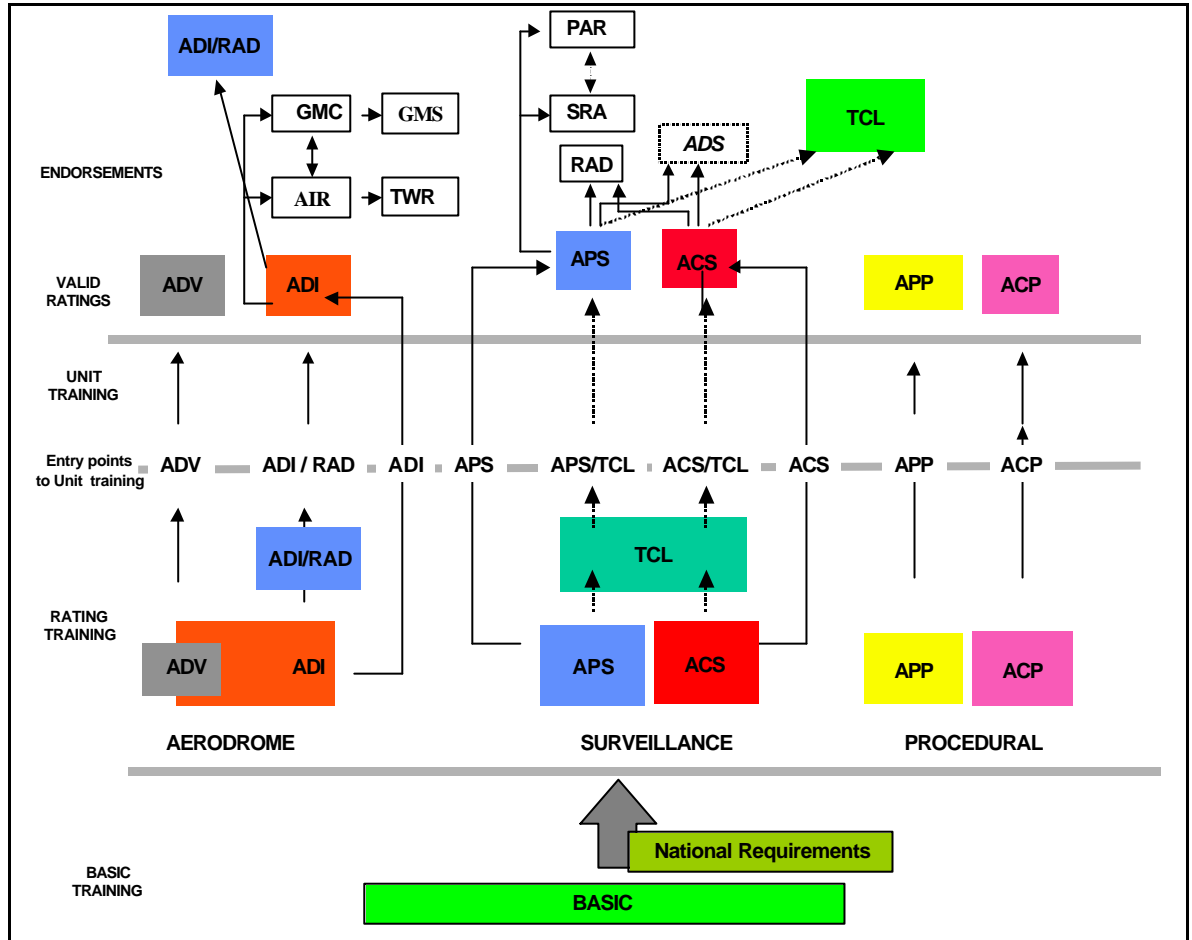 PAR
ADI/RAD
GMC
GMS
SRA
TCL
ADS
RAD
ENDORSEMENTS
AIR
TWR
APS
ACS
VALID
RATINGS
ADV
ADI
APP
ACP
UNIT
TRAINING
Entry points
to Unit training
ADV
ADI / RAD
ADI
APS
APS/TCL
ACS/TCL
ACS
APP
ACP
ADI/RAD
TCL
RATING
TRAINING
ADV
ADI
APS
ACS
APP
ACP
AERODROME
SURVEILLANCE
PROCEDURAL
National Requirements
BASIC
TRAINING
BASIC